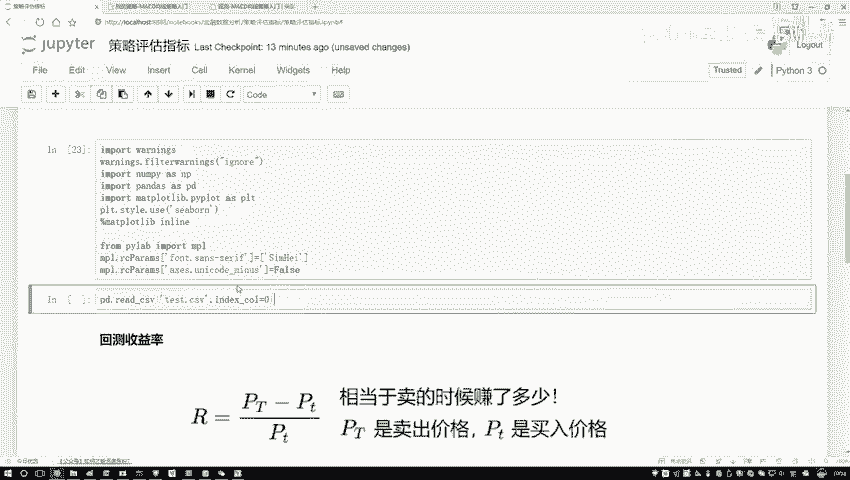 策略评估指标
http://localhost
jupyter 策略评估指标 Last Checkpoint: 13 minutes ago (unsaved changes)
Logout
File Edit View Insert Cell Kernel Widgets Help
Trusted Python 3
Code
In [23]: import warnings
warnings.filterwarnings("ignore")
import numpy as np
import pandas as pd
import matplotlib.pyplot as plt
plt.style.use('seaborn')
%matplotlib inline
from pylab import mpl
mpl.rcParams['font.sans-serif']=['SimHei']
mpl.rcParams['axes.unicode_minus']=False
In [ ]: pd.read_csv('test.csv',index_col=0)
回测收益率
R = (P_T − P_t) / P_t
相当于卖的时候赚了多少!
P_T 是卖出价格, P_t 是买入价格